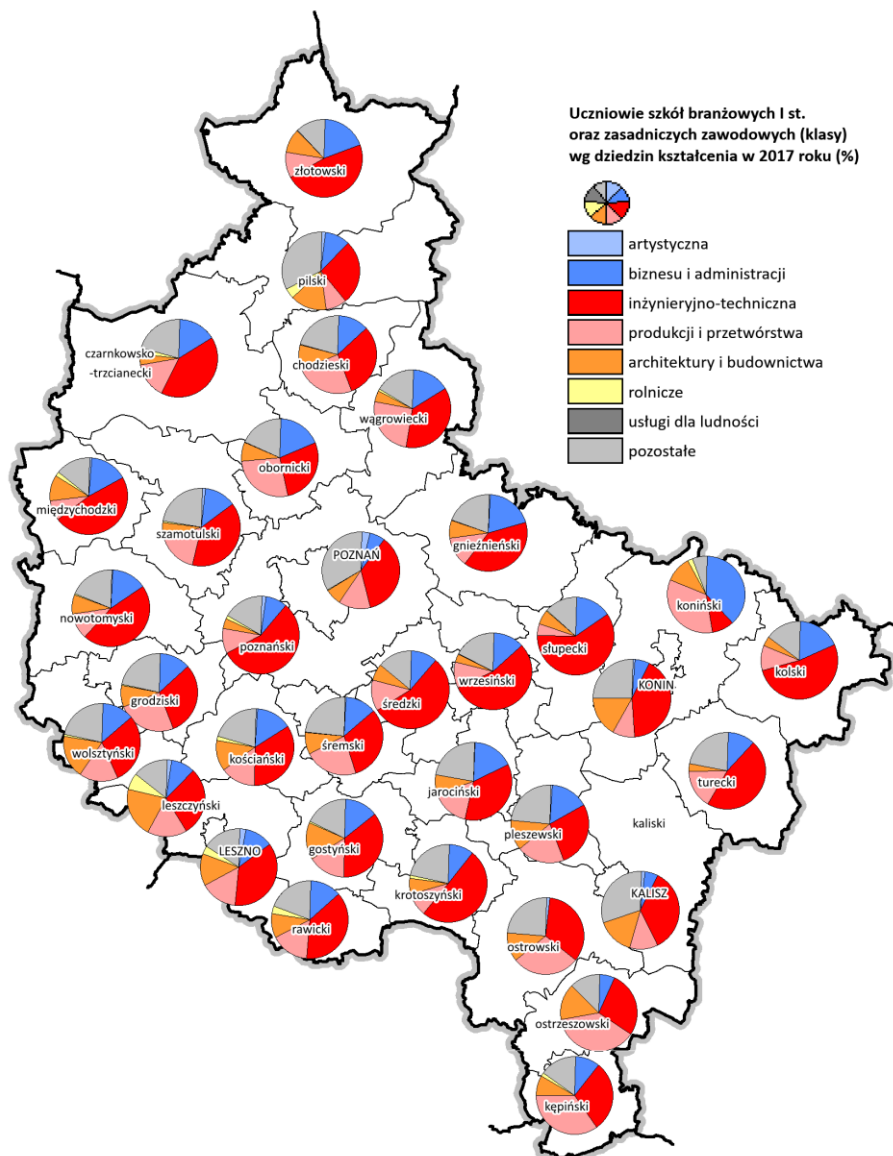 Uczniowie szkół branżowych I st.
oraz zasadniczych zawodowych (klasy)
wg dziedzin kształcenia w 2017 roku (%)
artystyczna
biznesu i administracji
inżynieryjno-techniczna
produkcji i przetwórstwa
architektury i budownictwa
rolnicze
usługi dla ludności
pozostałe
złotowski
pilski
czarnkowsko
-trzcianecki
chodzieski
wągrowiecki
obornicki
międzychodzki
szamotulski
gnieźnieński
POZNAŃ
koniński
nowotomyski
poznański
słupecki
kolski
wrzesiński
średzki
KONIN
grodziski
wolsztyński
kościański
śremski
turecki
leszczyński
jarociński
pleszewski
kaliski
LESZNO
gostyński
krotoszyński
KALISZ
rawicki
ostrowski
ostrzeszowski
kępiński